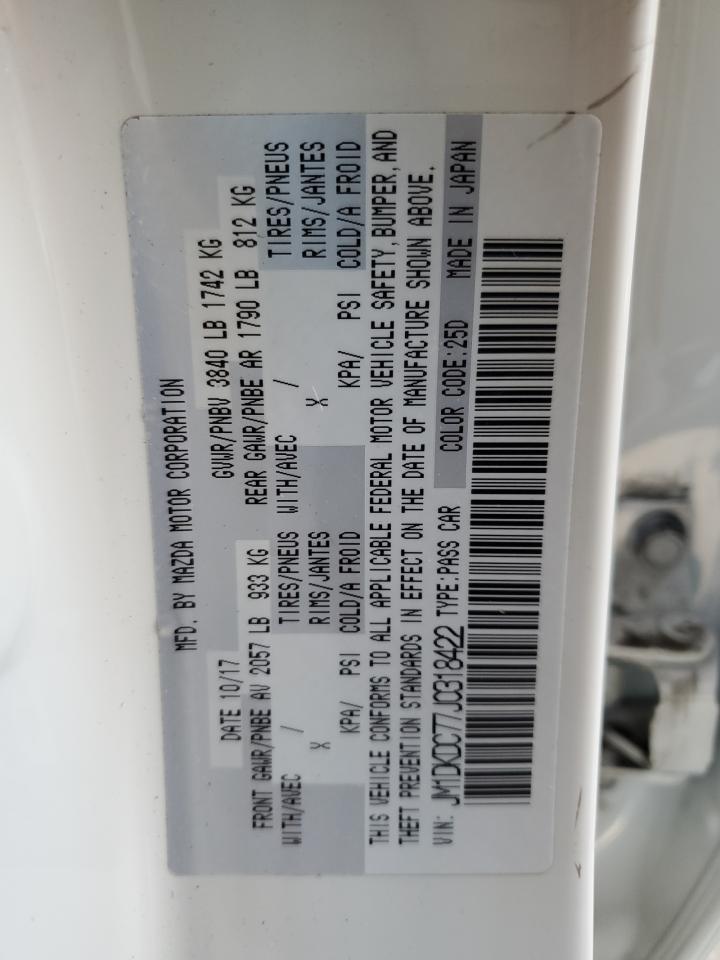 MFD. BY MAZDA MOTOR CORPORATION
DATE 10/17
GVWR/PNBV 3840 LB 1742 KG
FRONT GAWR/PNBE AV 2057 LB 933 KG
REAR GAWR/PNBE AR 1790 LB 812 KG
WITH/AVEC / TIRES/PNEUS WITH/AVEC / TIRES/PNEUS
X RIMS/JANTES X RIMS/JANTES
KPA/ PSI COLD/A FROID KPA/ PSI COLD/A FROID
THIS VEHICLE CONFORMS TO ALL APPLICABLE FEDERAL MOTOR VEHICLE SAFETY, BUMPER, AND
THEFT PREVENTION STANDARDS IN EFFECT ON THE DATE OF MANUFACTURE SHOWN ABOVE.
VIN: JM1DKDC77J0318422 TYPE:PASS CAR COLOR CODE:25D MADE IN JAPAN